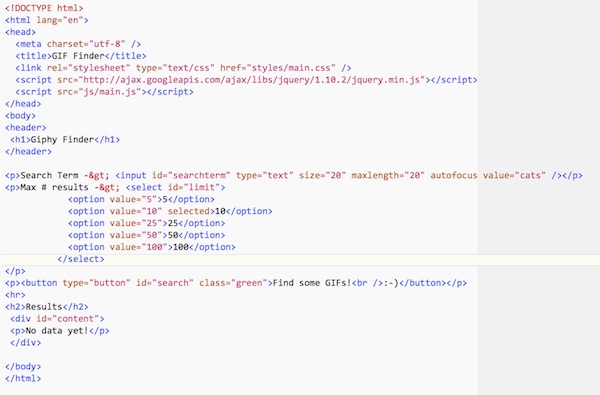 <!DOCTYPE html>
<html lang="en">
<head>
  <meta charset="utf-8" />
  <title>GIF Finder</title>
  <link rel="stylesheet" type="text/css" href="styles/main.css" />
  <script src="http://ajax.googleapis.com/ajax/libs/jquery/1.10.2/jquery.min.js"></script>
  <script src="js/main.js"></script>
</head>
<body>
<header>
 <h1>Giphy Finder</h1>
</header>

<p>Search Term -&gt; <input id="searchterm" type="text" size="20" maxlength="20" autofocus value="cats" /></p>
<p>Max # results -&gt; <select id="limit">
            <option value="5">5</option>
            <option value="10" selected>10</option>
            <option value="25">25</option>
            <option value="50">50</option>
            <option value="100">100</option>
          </select>
</p>
<p><button type="button" id="search" class="green">Find some GIFs!<br />:-)</button></p>
<hr>
<h2>Results</h2>
 <div id="content">
 <p>No data yet!</p>
 </div>

</body>
</html>